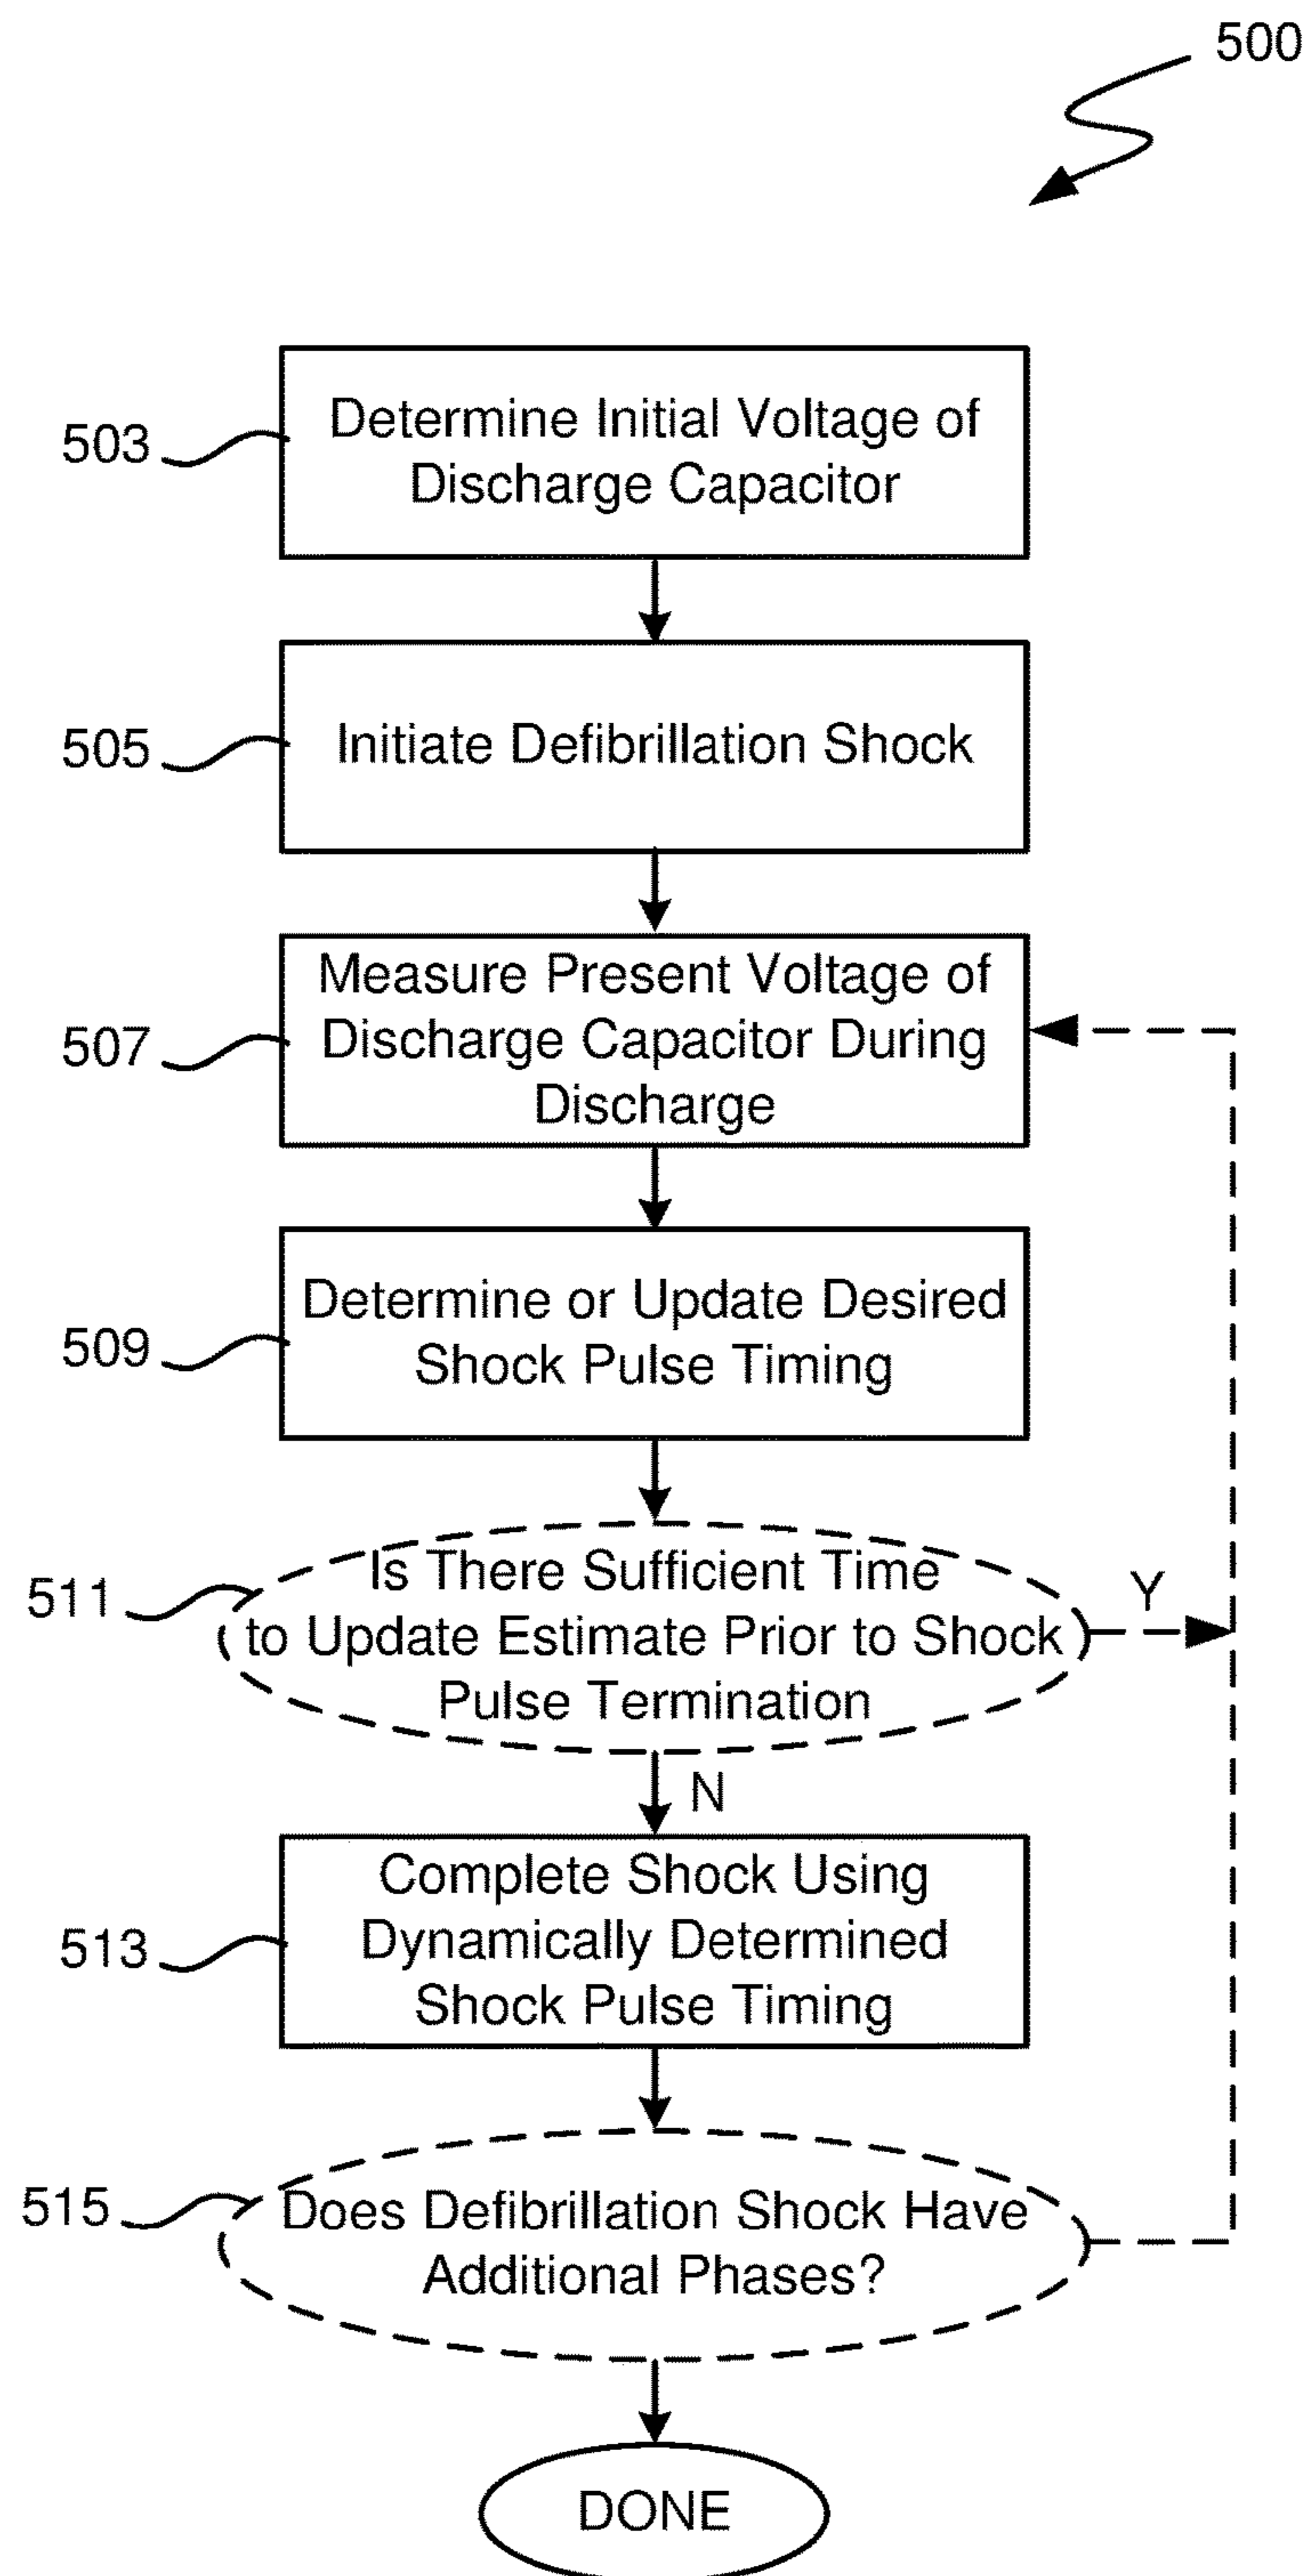 500
503
Determine Initial Voltage of
Discharge Capacitor
505
Initiate Defibrillation Shock
507
Measure Present Voltage of
Discharge Capacitor During
Discharge
509
Determine or Update Desired
Shock Pulse Timing
511
Is There Sufficient Time
to Update Estimate Prior to Shock
Pulse Termination
Y
N
513
Complete Shock Using
Dynamically Determined
Shock Pulse Timing
515
Does Defibrillation Shock Have
Additional Phases?
DONE